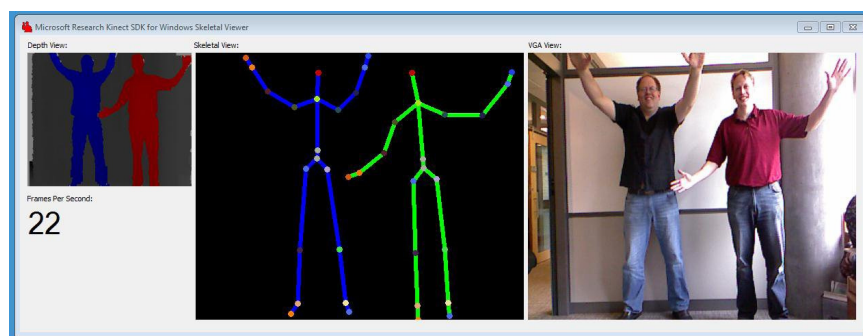 Microsoft Research Kinect SDK for Windows Skeletal Viewer
Depth View:
Skeletal View:
VGA View:
Frames Per Second:
22